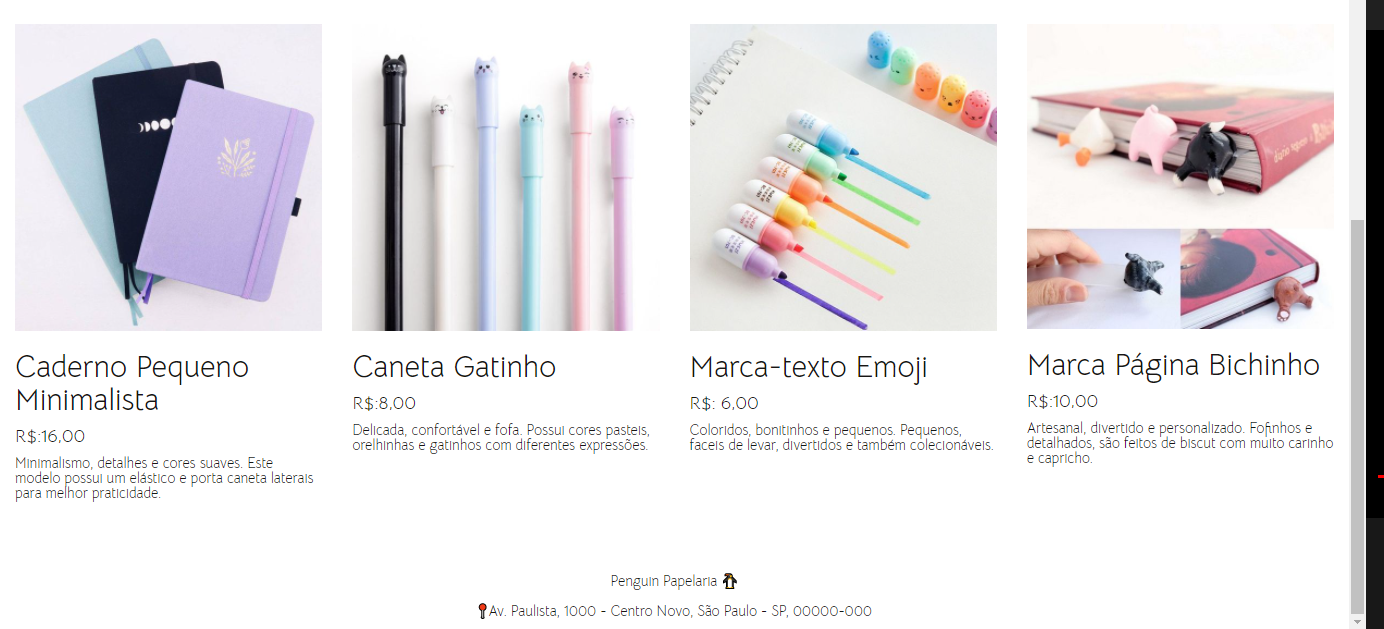 Caderno Pequeno
Minimalista
R$:16,00
Minimalismo, detalhes e cores suaves. Este
modelo possui um elástico e porta caneta laterais
para melhor praticidade.
Caneta Gatinho
R$:8,00
Delicada, confortável e fofa. Possui cores pasteis,
orelhinhas e gatinhos com diferentes expressões.
Marca-texto Emoji
R$: 6,00
Coloridos, bonitinhos e pequenos. Pequenos,
faceis de levar, divertidos e também colecionáveis.
Marca Página Bichinho
R$:10,00
Artesanal, divertido e personalizado. Fofinhos e
detalhados, são feitos de biscut com muito carinho
e capricho.
Penguin Papelaria
Av. Paulista, 1000 - Centro Novo, São Paulo - SP, 00000-000